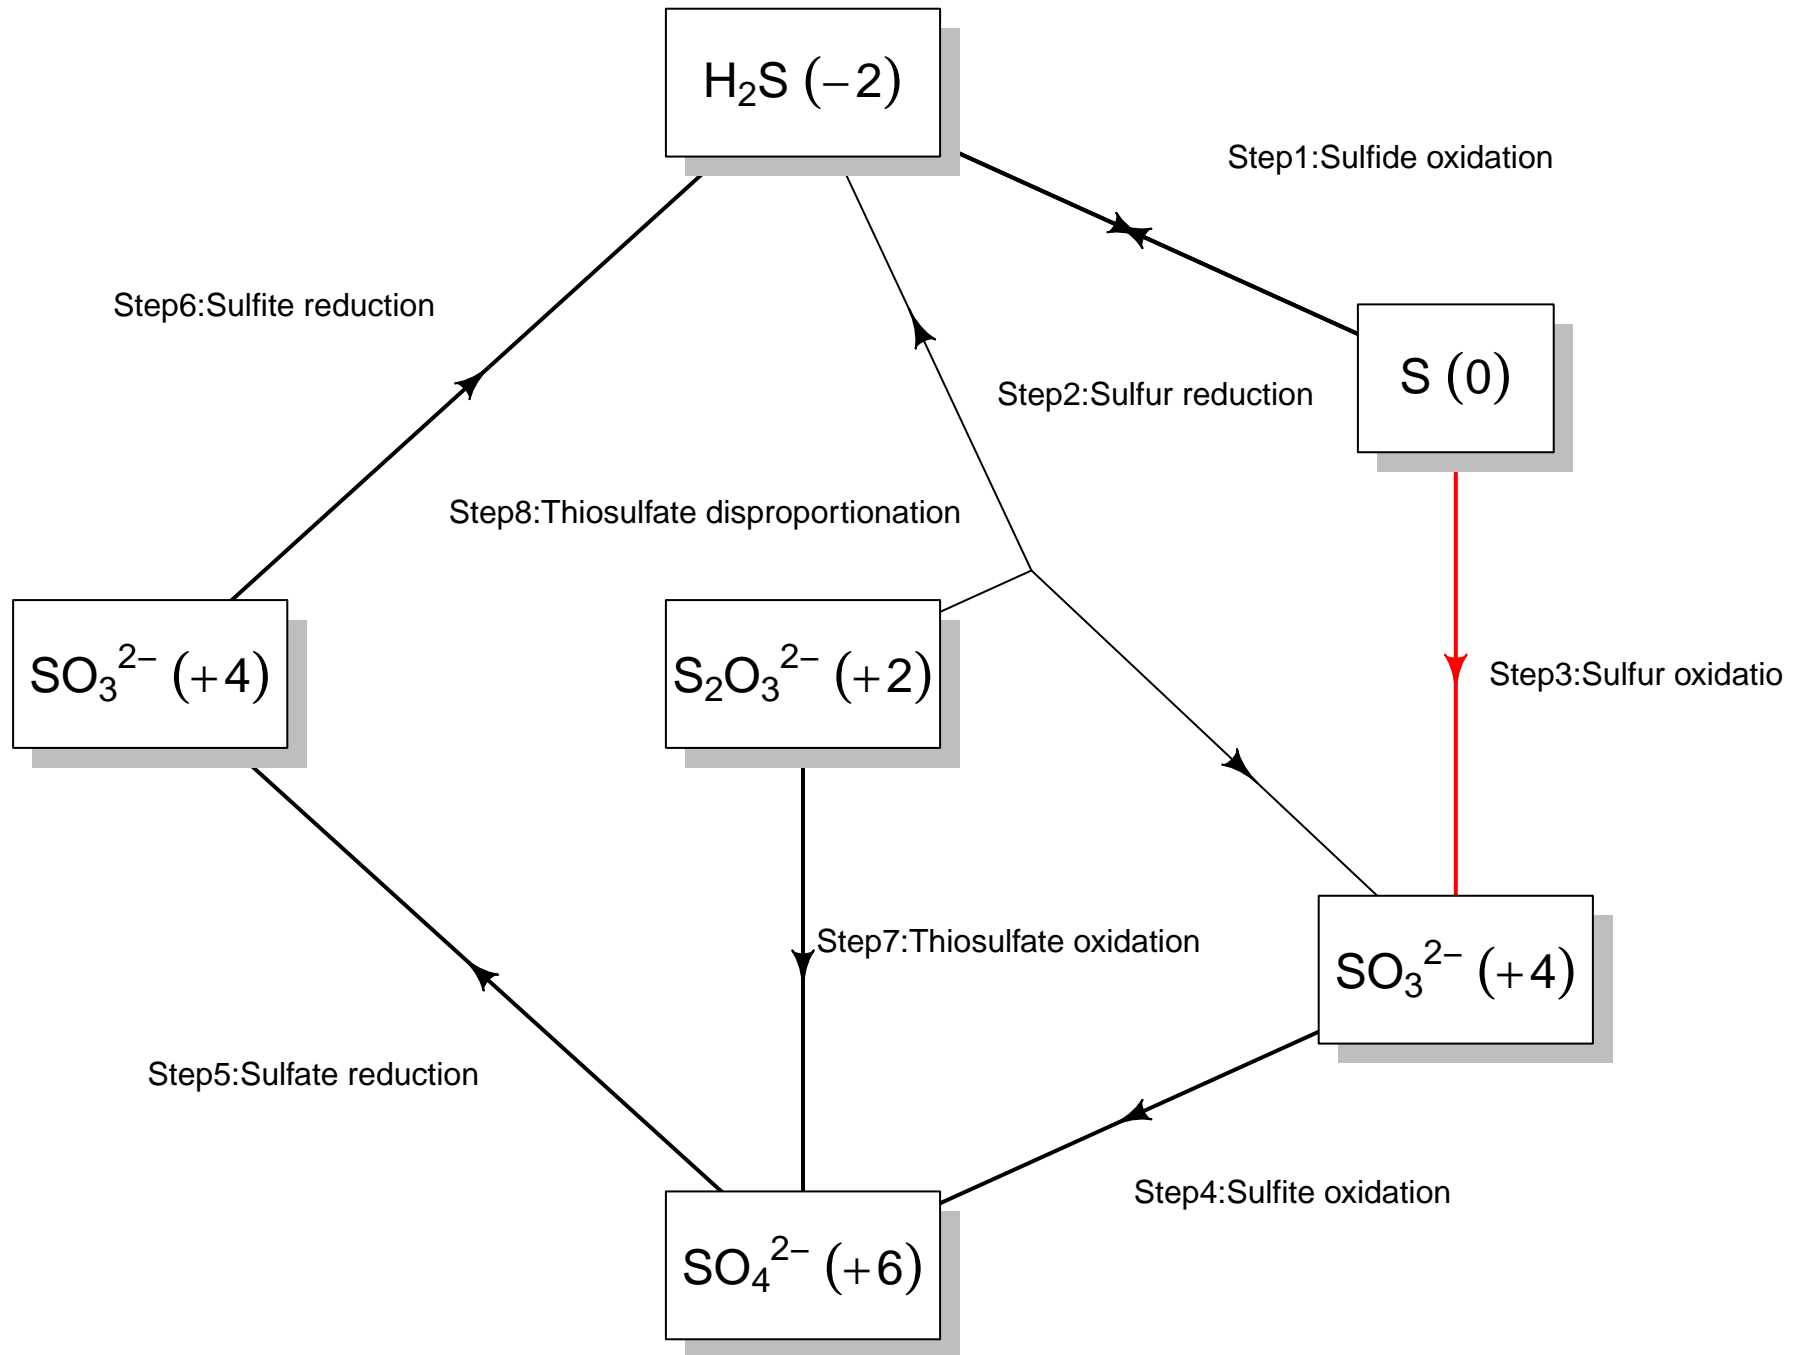 H₂S (−2)
Step1:Sulfide oxidation
Step6:Sulfite reduction
S (0)
Step2:Sulfur reduction
Step8:Thiosulfate disproportionation
SO₃²⁻ (+4)
S₂O₃²⁻ (+2)
Step3:Sulfur oxidatio
Step7:Thiosulfate oxidation
SO₃²⁻ (+4)
Step5:Sulfate reduction
Step4:Sulfite oxidation
SO₄²⁻ (+6)